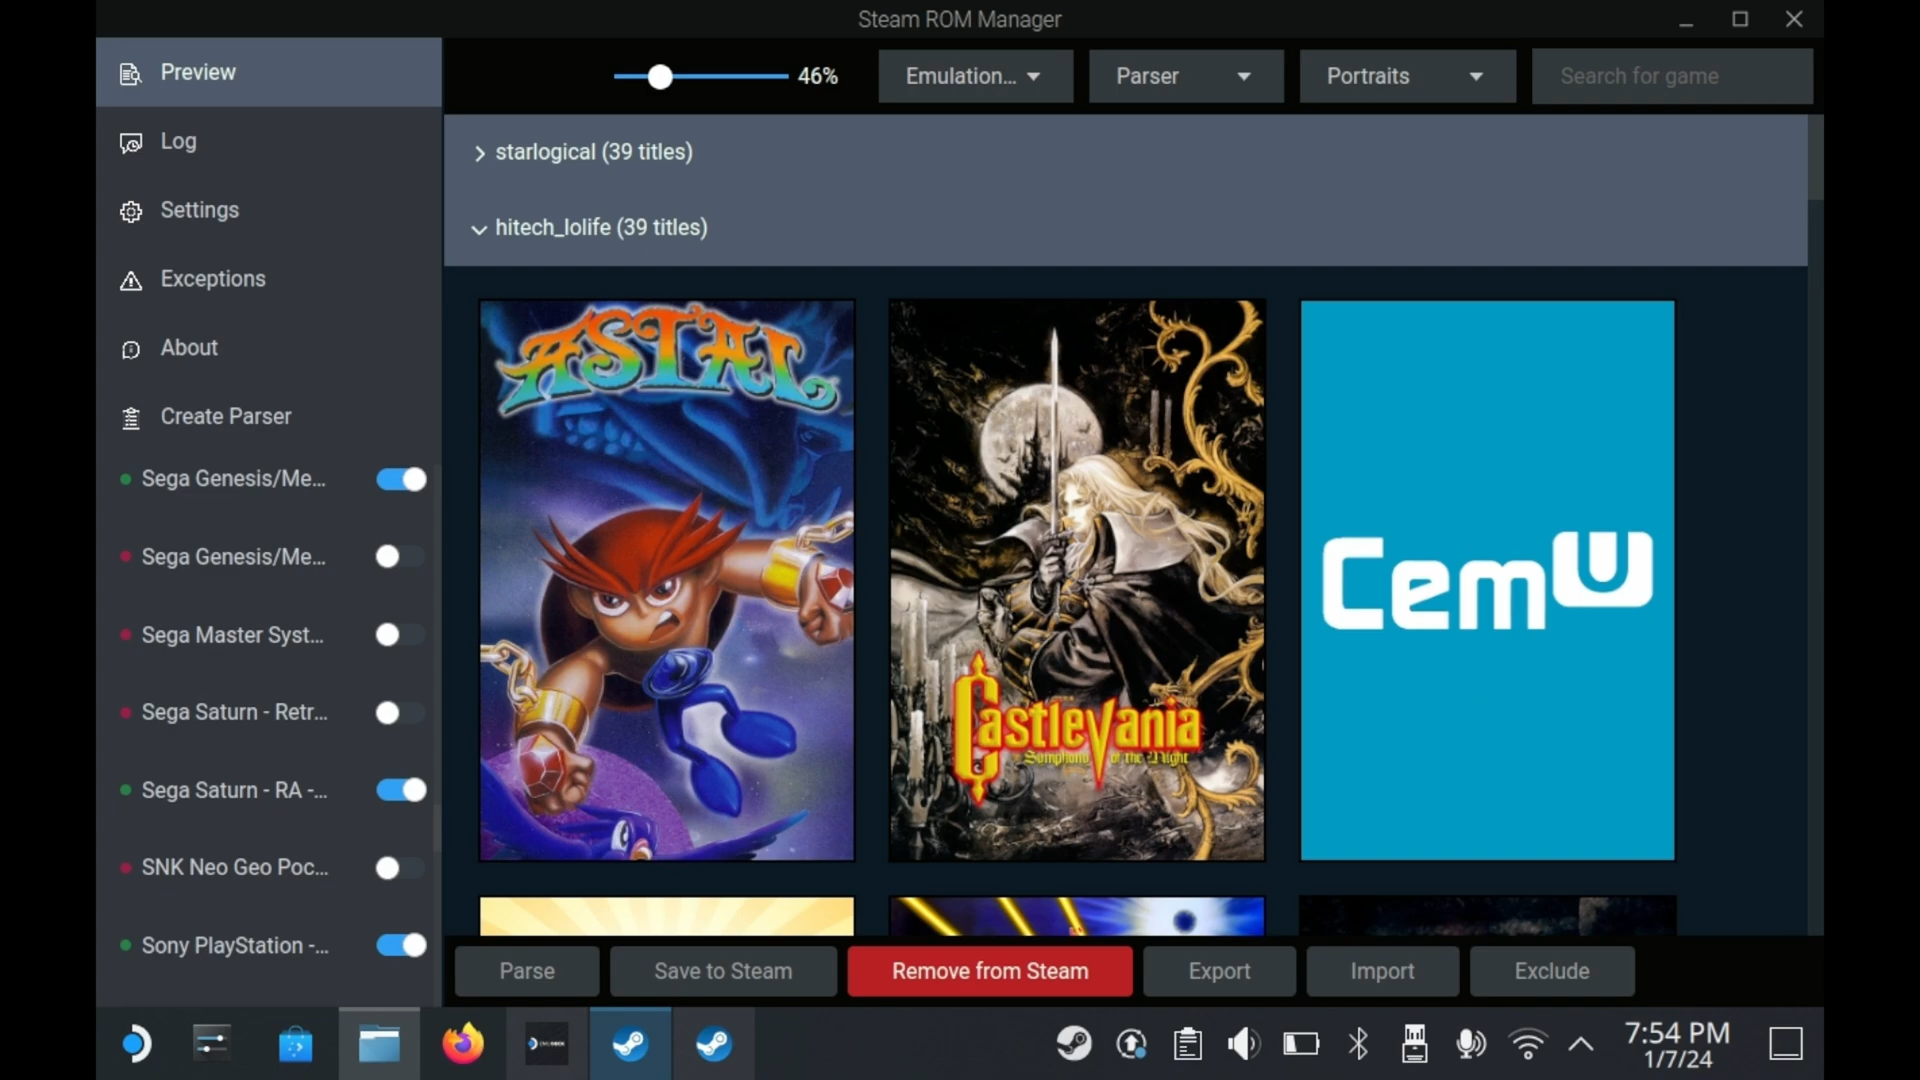 Steam ROM Manager
Preview
Log
Settings
Exceptions
About
Create Parser
Sega Genesis/Me...
Sega Genesis/Me...
Sega Master Syst...
Sega Saturn - Retr...
Sega Saturn - RA -...
SNK Neo Geo Poc...
Sony PlayStation -...
46%
Emulation...
Parser
Portraits
Search for game
starlogical (39 titles)
hitech_lolife (39 titles)
ASTAL
Castlevania
Symphony of the Night
Cemu
Parse
Save to Steam
Remove from Steam
Export
Import
Exclude
7:54 PM
1/7/24